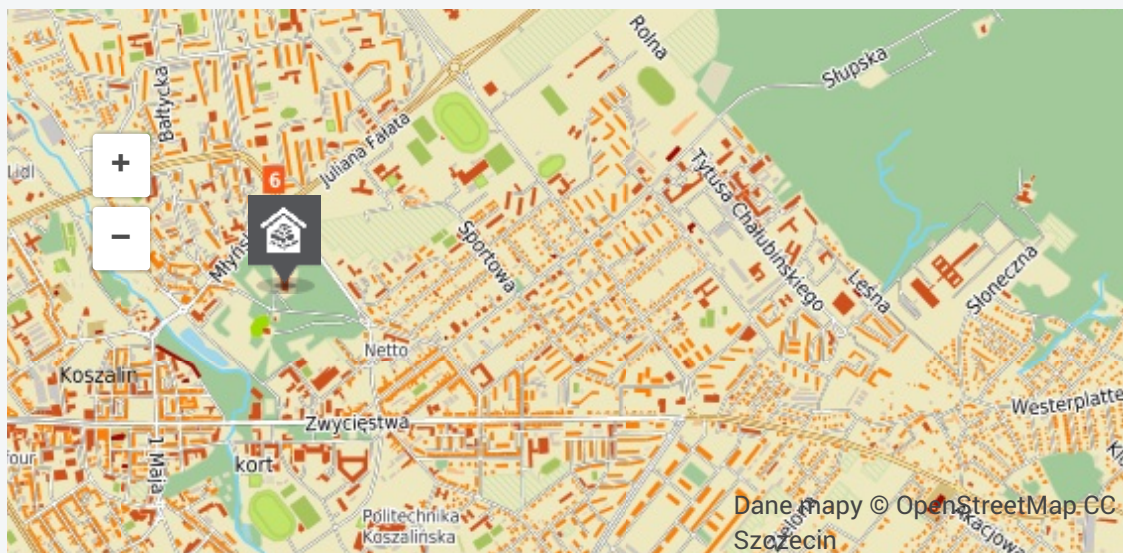 Rolna
Słupska
Bałtycka
Juliana Fałata
Lidl
6
+
Tytusa Chałubińskiego
−
Sportowa
Leśna
Słoneczna
Netto
Koszalin
Westerplatte
Zwycięstwa
1 Maja
kort
Politechnika
Koszalińska
Dane mapy © OpenStreetMap CC
Szczecin